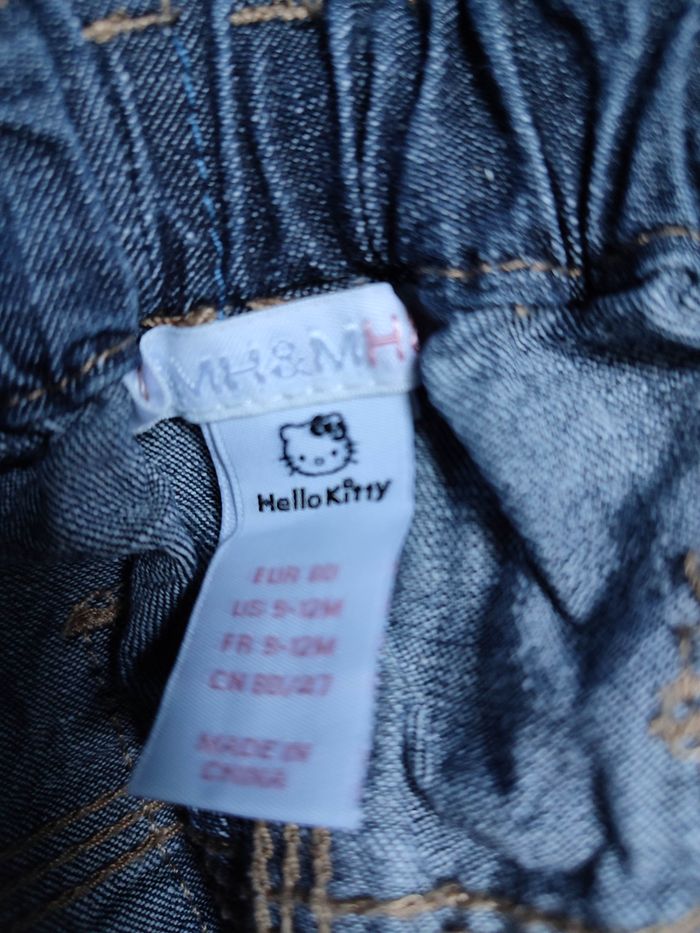 MH&MH
Hello Kitty
EUR 80
US 9-12M
FR 9-12M
CN 80/47
MADE IN
CHINA